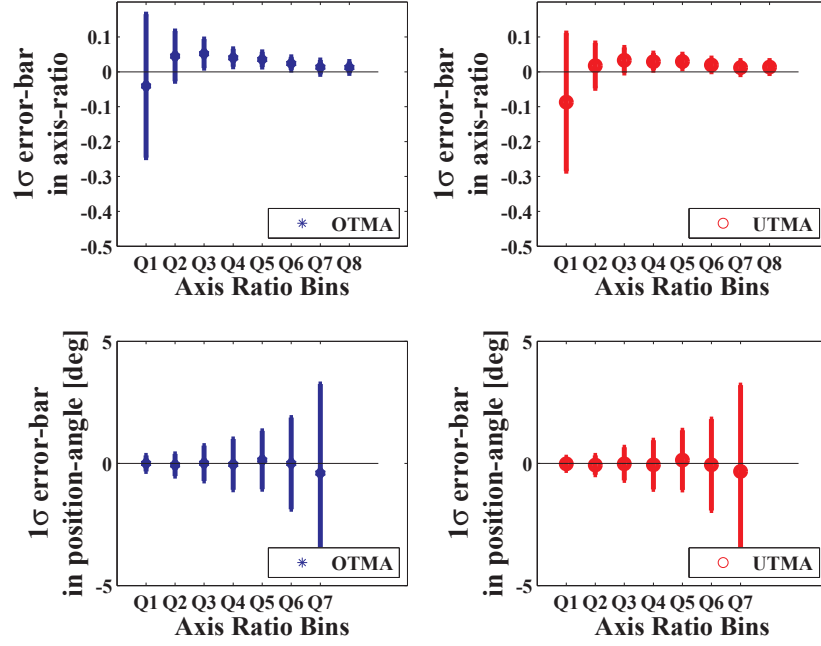 1σ error-bar
in axis-ratio
0.1
0
-0.1
-0.2
-0.3
-0.4
-0.5
OTMA
Q1 Q2 Q3 Q4 Q5 Q6 Q7 Q8
Axis Ratio Bins
1σ error-bar
in axis-ratio
0.1
0
-0.1
-0.2
-0.3
-0.4
-0.5
UTMA
Q1 Q2 Q3 Q4 Q5 Q6 Q7 Q8
Axis Ratio Bins
1σ error-bar
in position-angle [deg]
5
0
-5
OTMA
Q1 Q2 Q3 Q4 Q5 Q6 Q7
Axis Ratio Bins
1σ error-bar
in position-angle [deg]
5
0
-5
UTMA
Q1 Q2 Q3 Q4 Q5 Q6 Q7
Axis Ratio Bins